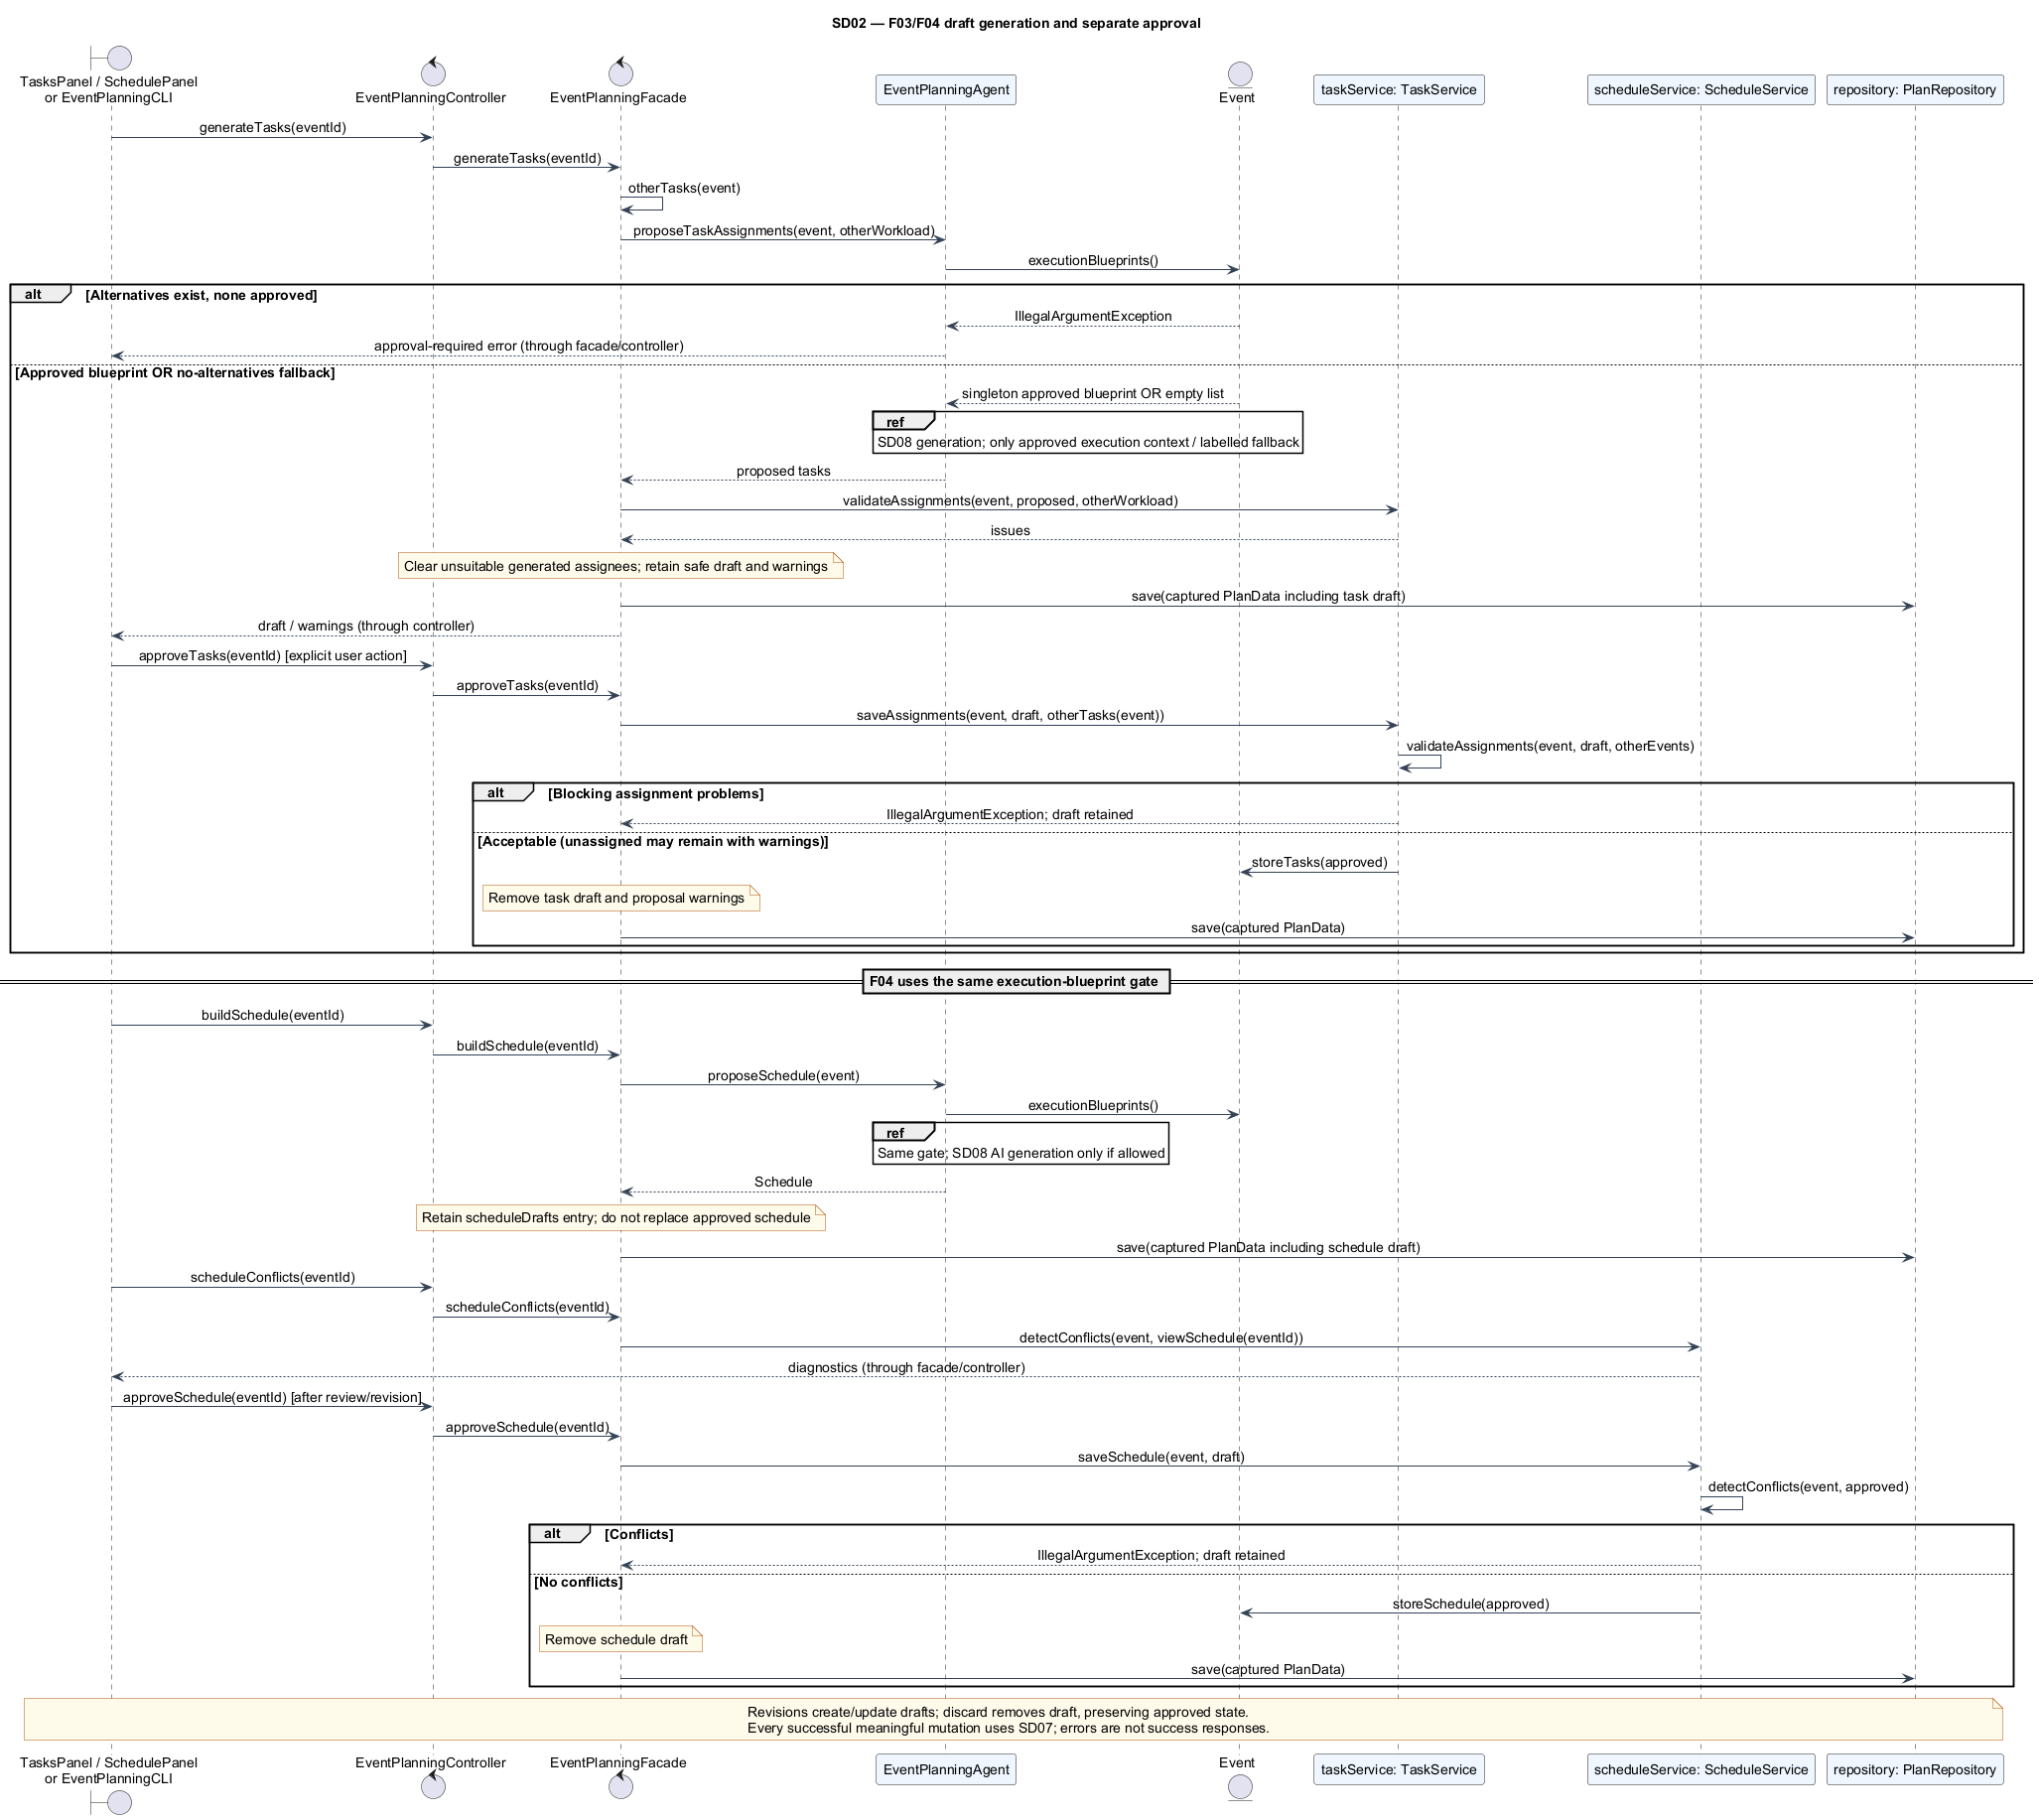 SD02 — F03/F04 draft generation and separate approval
TasksPanel / SchedulePanel
or EventPlanningCLI
EventPlanningController
EventPlanningFacade
EventPlanningAgent
Event
taskService: TaskService
scheduleService: ScheduleService
repository: PlanRepository
generateTasks(eventId)
generateTasks(eventId)
otherTasks(event)
proposeTaskAssignments(event, otherWorkload)
executionBlueprints()
alt
[Alternatives exist, none approved]
IllegalArgumentException
approval-required error (through facade/controller)
[Approved blueprint OR no-alternatives fallback]
singleton approved blueprint OR empty list
ref
SD08 generation; only approved execution context / labelled fallback
proposed tasks
validateAssignments(event, proposed, otherWorkload)
issues
Clear unsuitable generated assignees; retain safe draft and warnings
save(captured PlanData including task draft)
draft / warnings (through controller)
approveTasks(eventId) [explicit user action]
approveTasks(eventId)
saveAssignments(event, draft, otherTasks(event))
validateAssignments(event, draft, otherEvents)
alt
[Blocking assignment problems]
IllegalArgumentException; draft retained
[Acceptable (unassigned may remain with warnings)]
storeTasks(approved)
Remove task draft and proposal warnings
save(captured PlanData)
F04 uses the same execution-blueprint gate
buildSchedule(eventId)
buildSchedule(eventId)
proposeSchedule(event)
executionBlueprints()
ref
Same gate; SD08 AI generation only if allowed
Schedule
Retain scheduleDrafts entry; do not replace approved schedule
save(captured PlanData including schedule draft)
scheduleConflicts(eventId)
scheduleConflicts(eventId)
detectConflicts(event, viewSchedule(eventId))
diagnostics (through facade/controller)
approveSchedule(eventId) [after review/revision]
approveSchedule(eventId)
saveSchedule(event, draft)
detectConflicts(event, approved)
alt
[Conflicts]
IllegalArgumentException; draft retained
[No conflicts]
storeSchedule(approved)
Remove schedule draft
save(captured PlanData)
Revisions create/update drafts; discard removes draft, preserving approved state.
Every successful meaningful mutation uses SD07; errors are not success responses.
TasksPanel / SchedulePanel
or EventPlanningCLI
EventPlanningController
EventPlanningFacade
EventPlanningAgent
Event
taskService: TaskService
scheduleService: ScheduleService
repository: PlanRepository